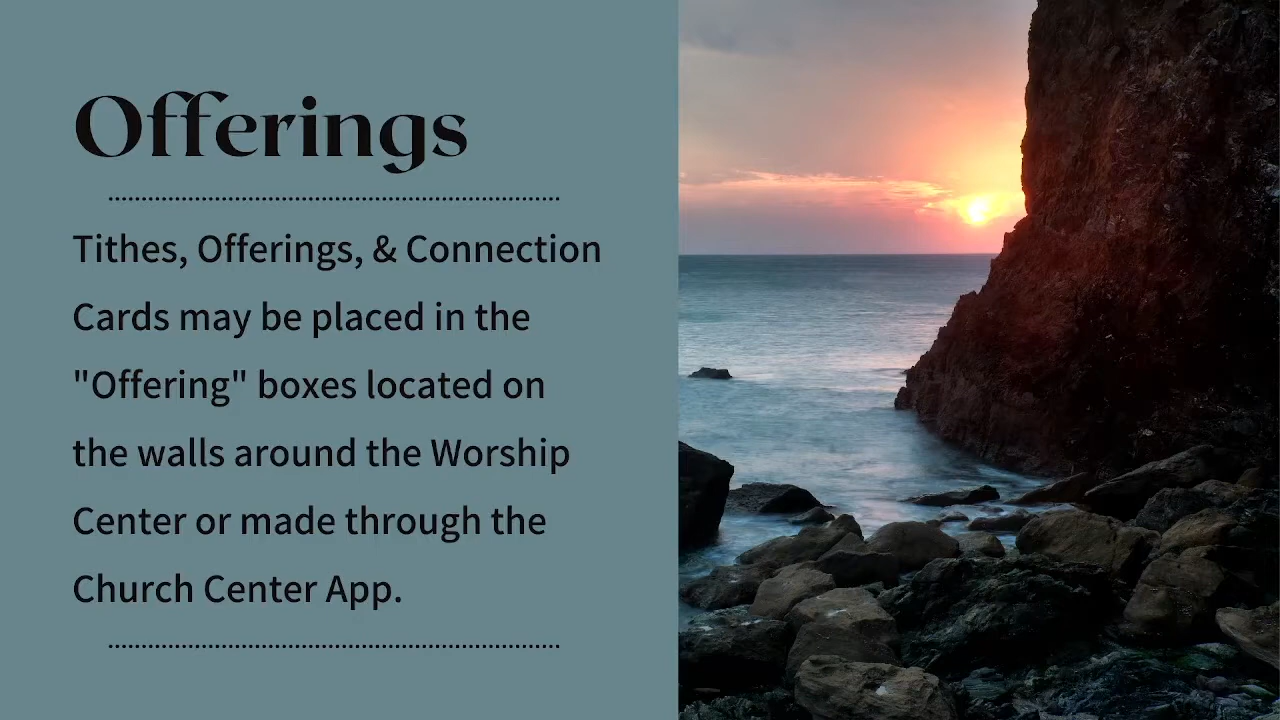 Offerings
Tithes, Offerings, & Connection
Cards may be placed in the
"Offering" boxes located on
the walls around the Worship
Center or made through the
Church Center App.